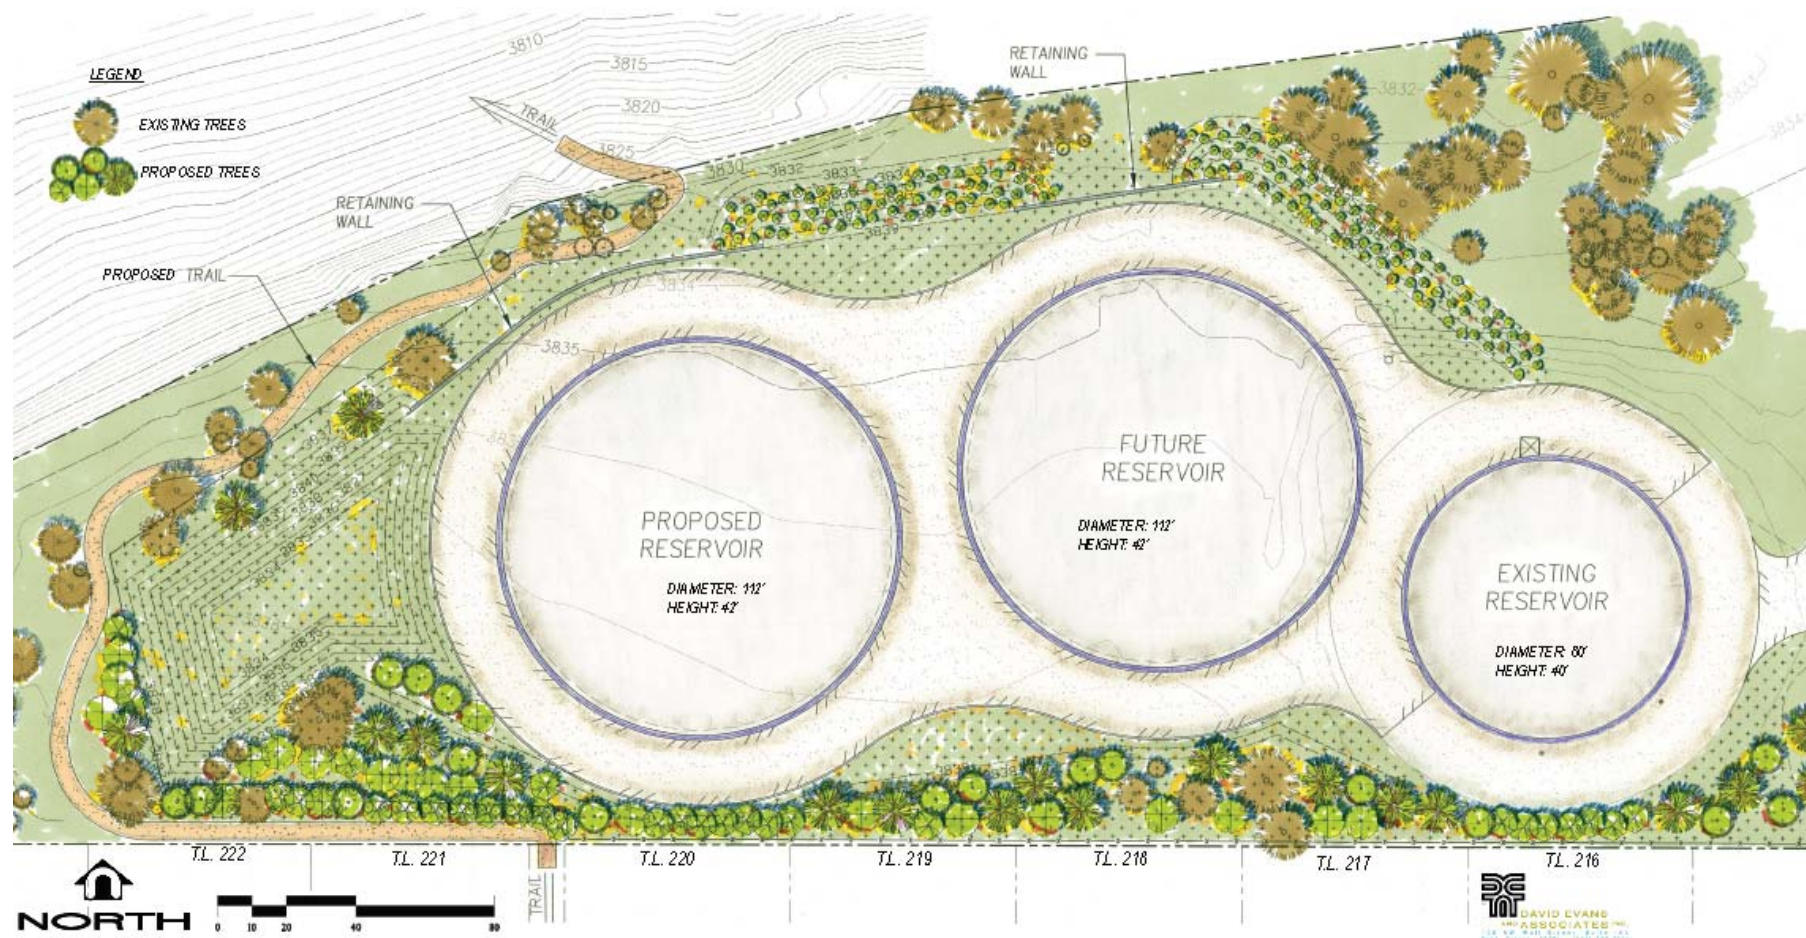 LEGEND
EXISTING TREES
PROPOSED TREES
3810
3815
3820
TRAIL
3825
3830
3832
3833
RETAINING
WALL
RETAINING
WALL
3832
3833
3834
PROPOSED TRAIL
3834
3835
FUTURE
RESERVOIR
DIAMETER: 112'
HEIGHT: 42'
PROPOSED
RESERVOIR
DIAMETER: 112'
HEIGHT: 42'
EXISTING
RESERVOIR
DIAMETER: 80'
HEIGHT: 40'
T.L. 222
T.L. 221
T.L. 220
T.L. 219
T.L. 218
T.L. 217
T.L. 216
TRAIL
NORTH
0 10 20 40 80
DAVID EVANS
AND ASSOCIATES INC.